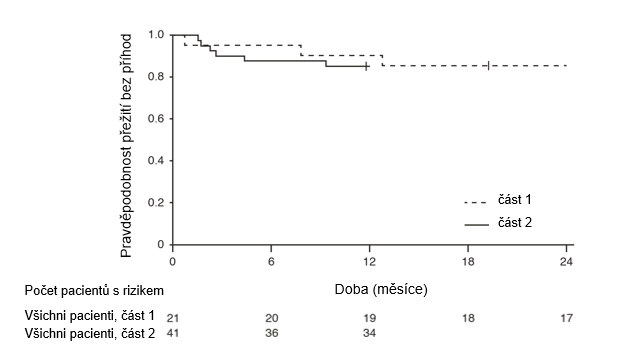 Pravděpodobnost přežití bez příhod
1.0
0.8
0.6
0.4
0.2
0
část 1
část 2
0 6 12 18 24
Doba (měsíce)
Počet pacientů s rizikem
Všichni pacienti, část 1 21 20 19 18 17
Všichni pacienti, část 2 41 36 34